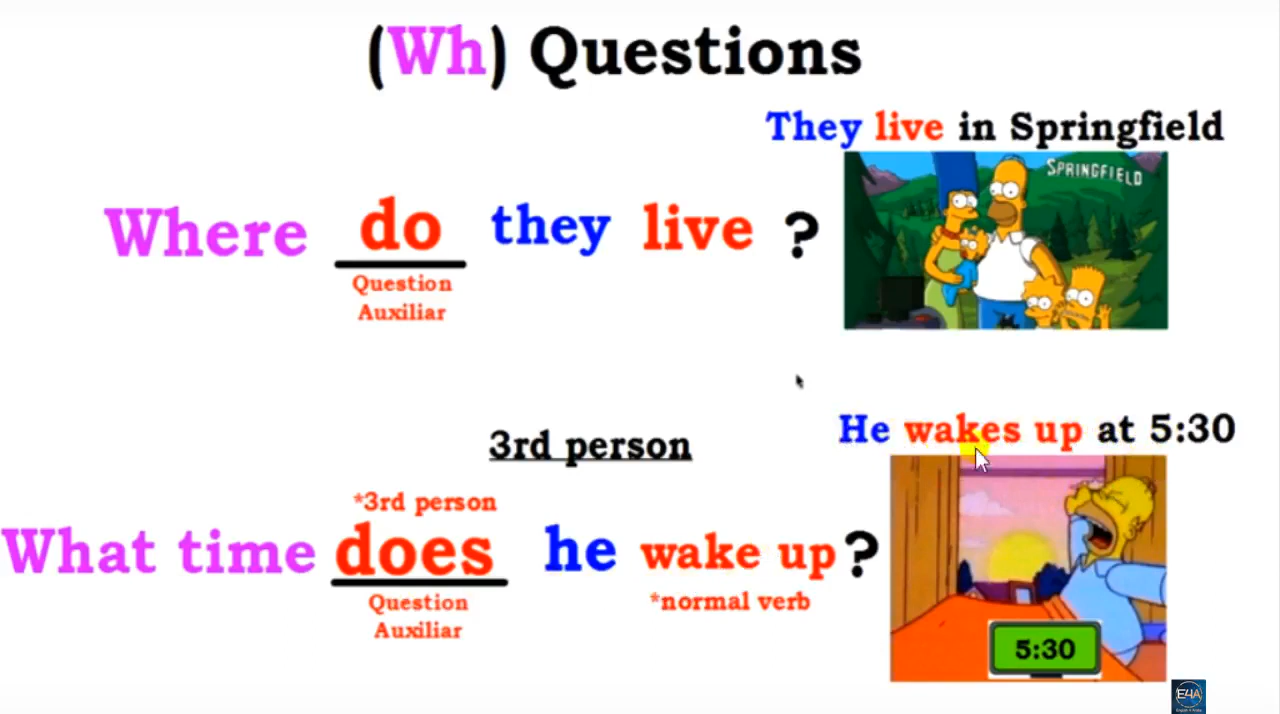 (Wh) Questions
They live in Springfield
SPRINGFIELD
Where do they live ?
Question
Auxiliar
He wakes up at 5:30
3rd person
*3rd person
What time does he wake up?
*normal verb
Question
Auxiliar
5:30
E4A